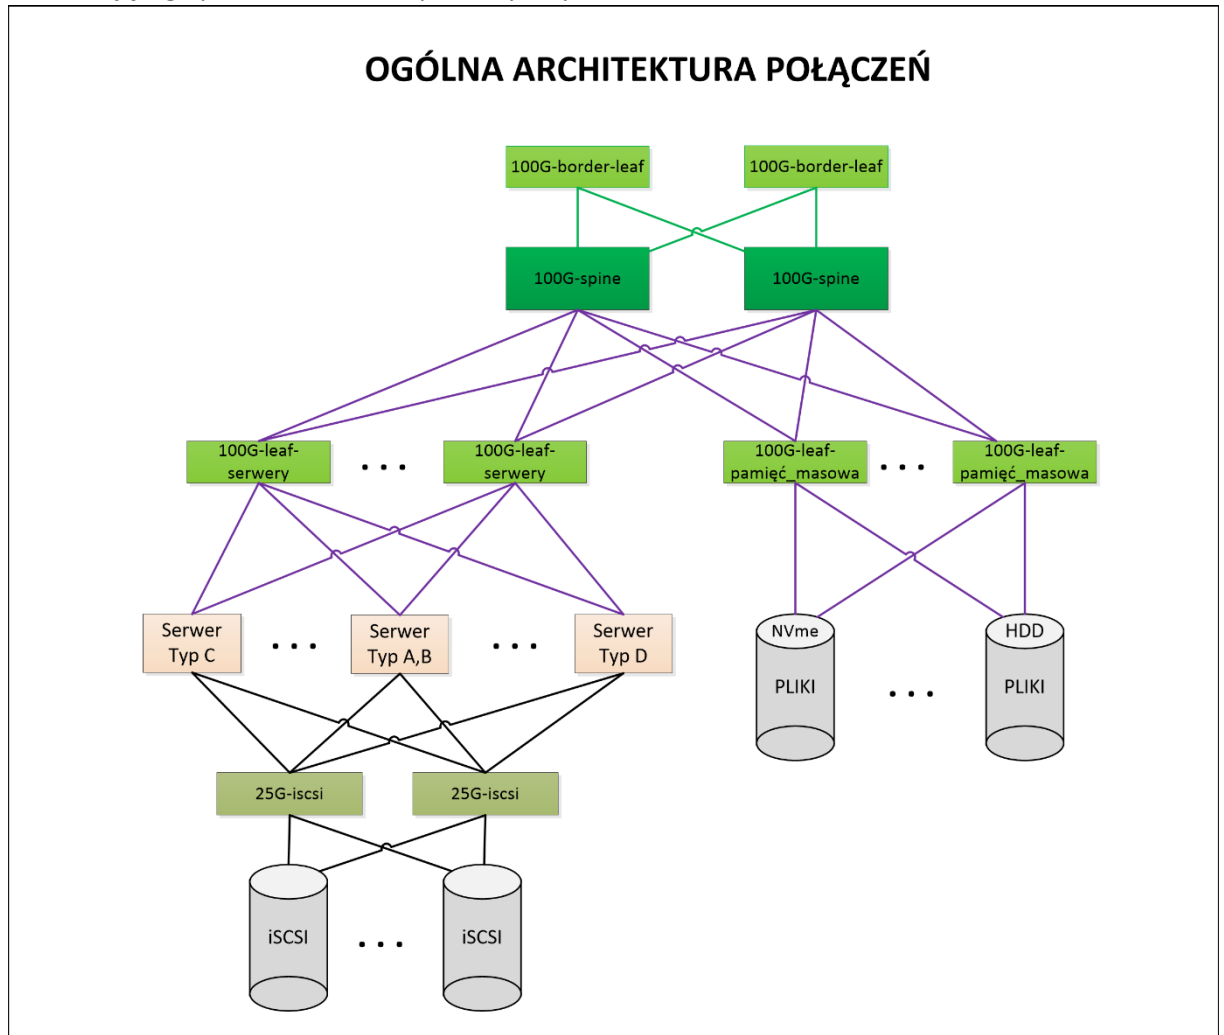 OGÓLNA ARCHITEKTURA POŁĄCZEŃ
100G-border-leaf
100G-border-leaf
100G-spine
100G-spine
100G-leaf-
serwery
. . .
100G-leaf-
serwery
100G-leaf-
pamięć_masowa
. . .
100G-leaf-
pamięć_masowa
Serwer
Typ C
. . .
Serwer
Typ A,B
. . .
Serwer
Typ D
NVme
PLIKI
. . .
HDD
PLIKI
25G-iscsi
25G-iscsi
iSCSI
. . .
iSCSI